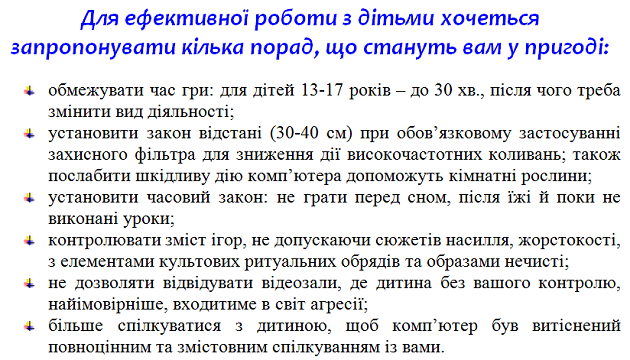 Для ефективної роботи з дітьми хочеться
запропонувати кілька порад, що стануть вам у пригоді:
обмежувати час гри: для дітей 13-17 років – до 30 хв., після чого треба
змінити вид діяльності;
установити закон відстані (30-40 см) при обов’язковому застосуванні
захисного фільтра для зниження дії високочастотних коливань; також
послабити шкідливу дію комп’ютера допоможуть кімнатні рослини;
установити часовий закон: не грати перед сном, після їжі й поки не
виконані уроки;
контролювати зміст ігор, не допускаючи сюжетів насилля, жорстокості,
з елементами культових ритуальних обрядів та образами нечисті;
не дозволяти відвідувати відеозали, де дитина без вашого контролю,
найімовірніше, входитиме в світ агресії;
більше спілкуватися з дитиною, щоб комп’ютер був витіснений
повноцінним та змістовним спілкуванням із вами.